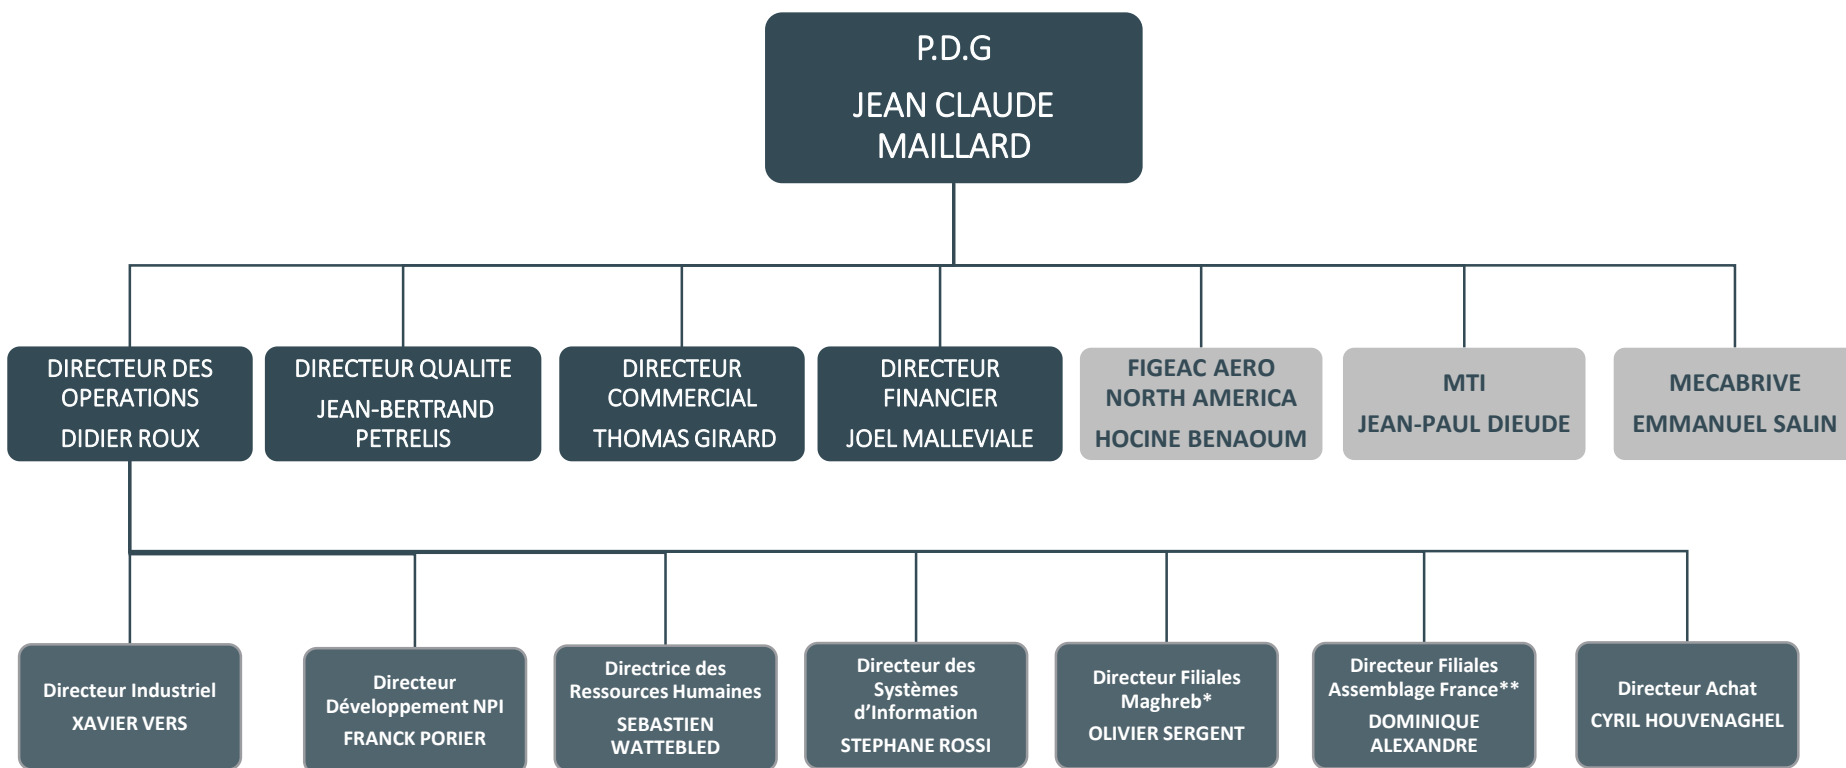 P.D.G
JEAN CLAUDE
MAILLARD
DIRECTEUR DES
OPERATIONS
DIDIER ROUX
DIRECTEUR QUALITE
JEAN-BERTRAND
PETRELIS
DIRECTEUR
COMMERCIAL
THOMAS GIRARD
DIRECTEUR
FINANCIER
JOEL MALLEVIALE
FIGEAC AERO
NORTH AMERICA
HOCINE BENAOUM
MTI
JEAN-PAUL DIEUDE
MECABRIVE
EMMANUEL SALIN
Directeur Industriel
XAVIER VERS
Directeur
Développement NPI
FRANCK PORIER
Directrice des
Ressources Humaines
SEBASTIEN
WATTEBLED
Directeur des
Systèmes
d’Information
STEPHANE ROSSI
Directeur Filiales
Maghreb*
OLIVIER SERGENT
Directeur Filiales
Assemblage France**
DOMINIQUE
ALEXANDRE
Directeur Achat
CYRIL HOUVENAGHEL